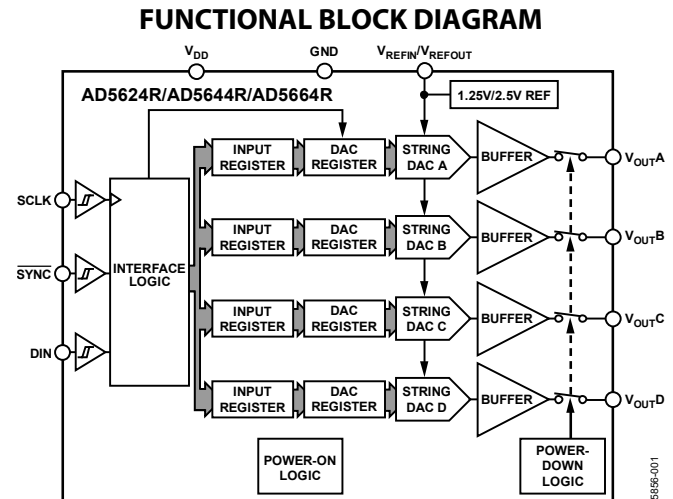 FUNCTIONAL BLOCK DIAGRAM
VDD
GND
VREFIN/VREFOUT
AD5624R/AD5644R/AD5664R
1.25V/2.5V REF
INPUT
REGISTER
DAC
REGISTER
STRING
DAC A
BUFFER
VOUTA
SCLK
INPUT
REGISTER
DAC
REGISTER
STRING
DAC B
BUFFER
VOUTB
SYNC
INTERFACE
LOGIC
INPUT
REGISTER
DAC
REGISTER
STRING
DAC C
BUFFER
VOUTC
DIN
INPUT
REGISTER
DAC
REGISTER
STRING
DAC D
BUFFER
VOUTD
POWER-ON
LOGIC
POWER-
DOWN
LOGIC
5856-001